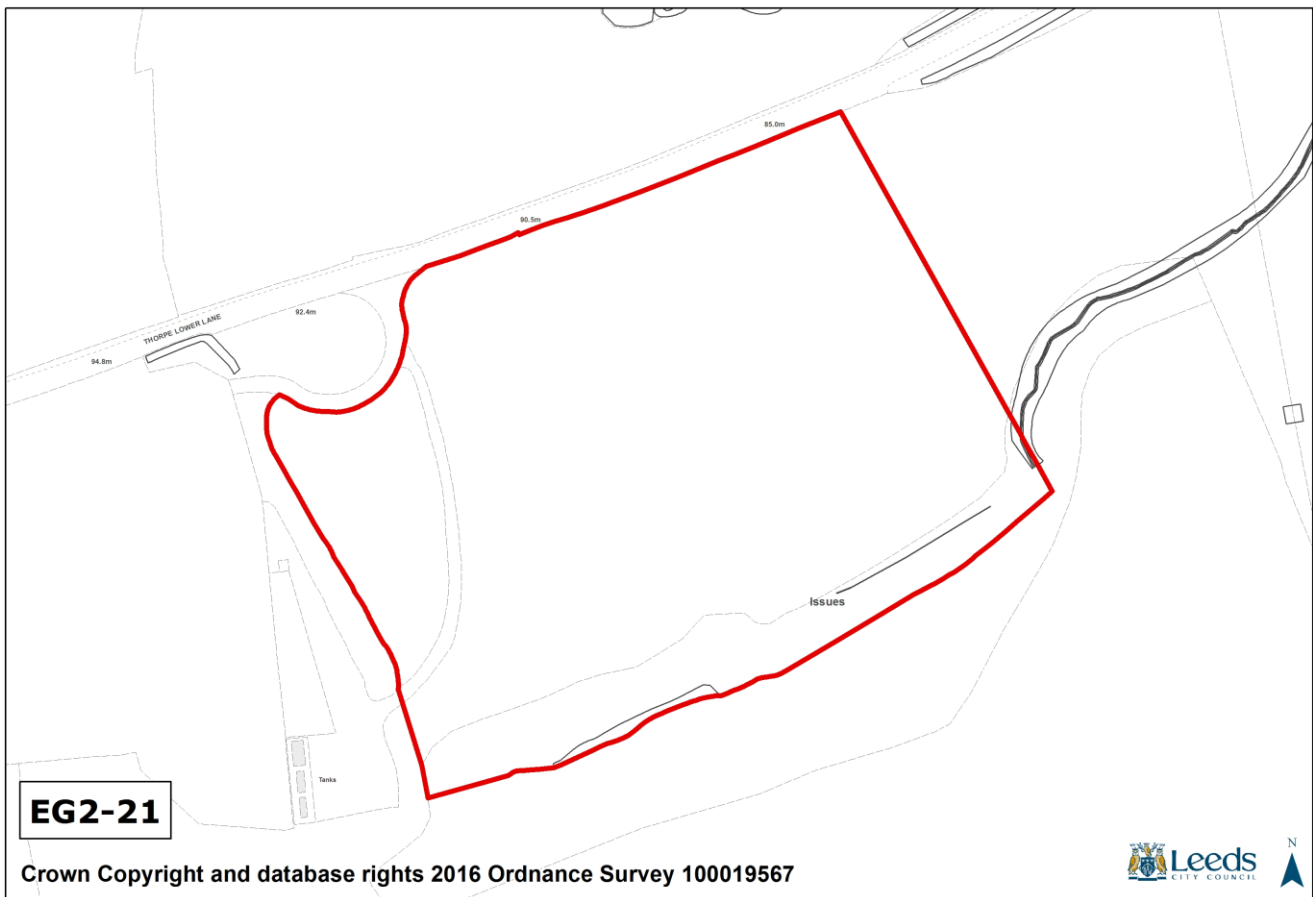 85.0m
90.5m
92.4m
THORPE LOWER LANE
94.8m
Issues
Tanks
EG2-21
Crown Copyright and database rights 2016 Ordnance Survey 100019567
Leeds
CITY COUNCIL
N